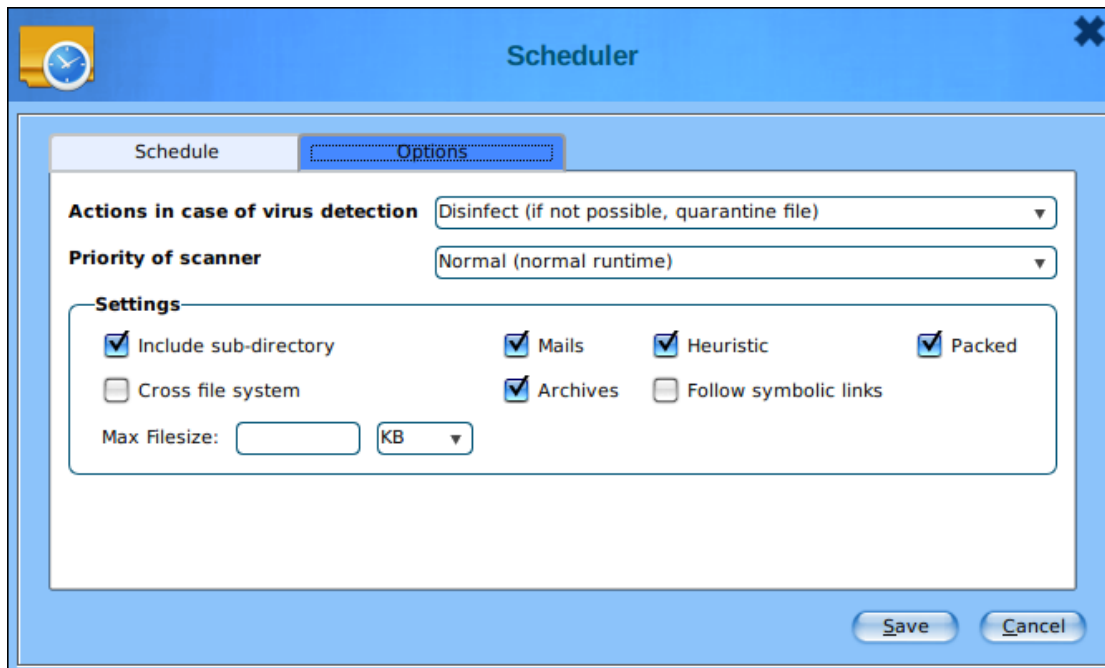 Scheduler
Schedule Options
Actions in case of virus detection Disinfect (if not possible, quarantine file)
Priority of scanner Normal (normal runtime)
Settings
Include sub-directory Mails Heuristic Packed
Cross file system Archives Follow symbolic links
Max Filesize: KB
Save Cancel